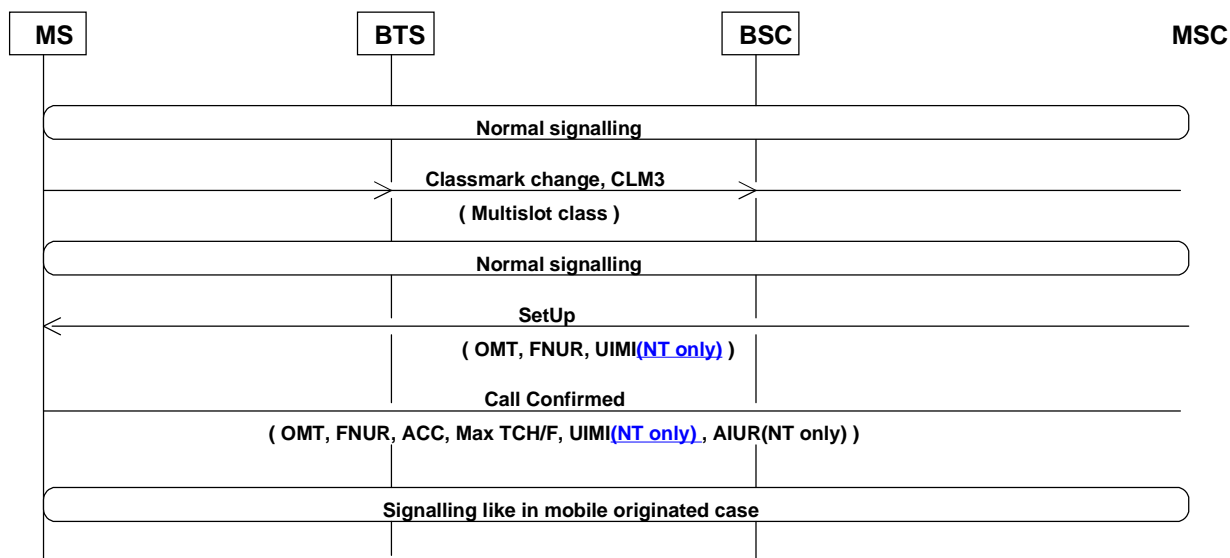 MS BTS BSC MSC
Normal signalling
Classmark change, CLM3
( Multislot class )
Normal signalling
SetUp
( OMT, FNUR, UIMI(NT only) )
Call Confirmed
( OMT, FNUR, ACC, Max TCH/F, UIMI(NT only) , AIUR(NT only) )
Signalling like in mobile originated case